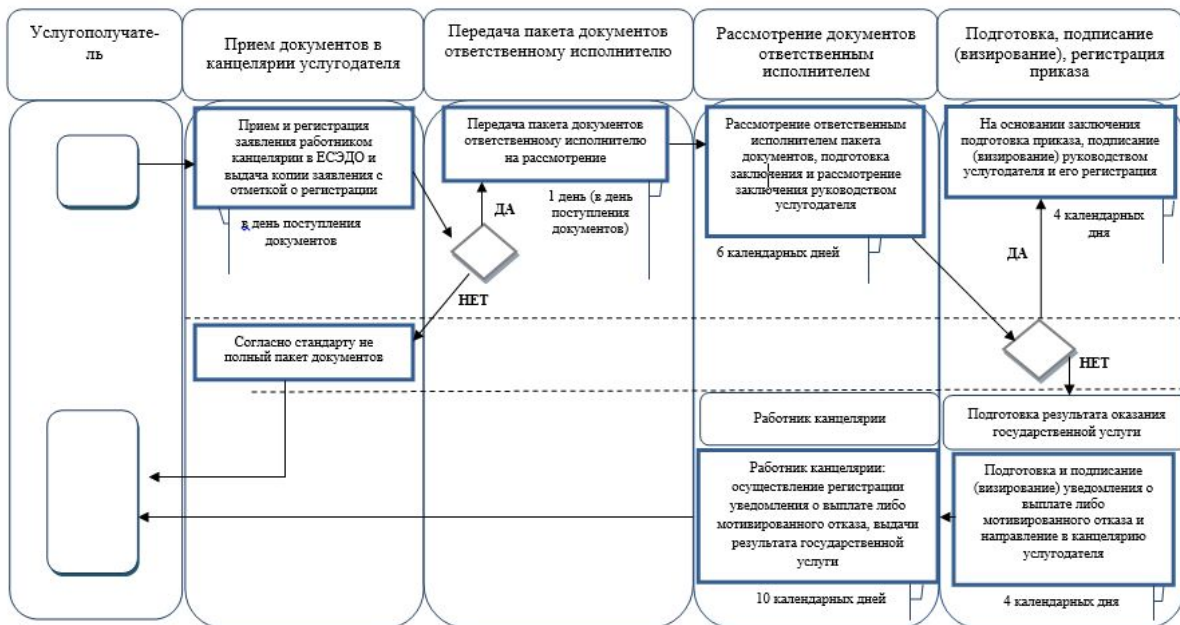 Услугополучате-
ль
Прием документов в
канцелярии услугодателя
Передача пакета документов
ответственному исполнителю
Рассмотрение документов
ответственным
исполнителем
Подготовка, подписание
(визирование), регистрация
приказа
Прием и регистрация
заявления работником
канцелярии в ЕСЭДО и
выдача копии заявления с
отметкой о регистрации
в день поступления
документов
Передача пакета документов
ответственному исполнителю
на рассмотрение
1 день (в день
поступления
документов)
ДА
НЕТ
Рассмотрение ответственным
исполнителем пакета
документов, подготовка
заключения и рассмотрение
заключения руководством
услугодателя
6 календарных дней
На основании заключения
подготовка приказа, подписание
(визирование) руководством
услугодателя и его регистрация
4 календарных
дня
ДА
НЕТ
Согласно стандарту не
полный пакет документов
Работник канцелярии
Подготовка результата оказания
государственной услуги
Работник канцелярии:
осуществление регистрации
уведомления о выплате либо
мотивированного отказа, выдачи
результата государственной
услуги
10 календарных дней
Подготовка и подписание
(визирование) уведомления о
выплате либо
мотивированного отказа и
направление в канцелярию
услугодателя
4 календарных дня